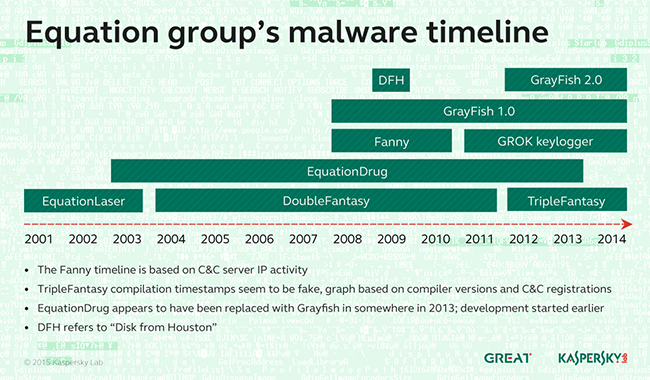 Equation group's malware timeline
DFH
GrayFish 2.0
GrayFish 1.0
Fanny
GROK keylogger
EquationDrug
EquationLaser
DoubleFantasy
TripleFantasy
2001 2002 2003 2004 2005 2006 2007 2008 2009 2010 2011 2012 2013 2014
• The Fanny timeline is based on C&C server IP activity
• TripleFantasy compilation timestamps seem to be fake, graph based on compiler versions and C&C registrations
• EquationDrug appears to have been replaced with Grayfish in somewhere in 2013; development started earlier
• DFH refers to “Disk from Houston”
© 2015 Kaspersky Lab
GREAT
KASPERSKY lab